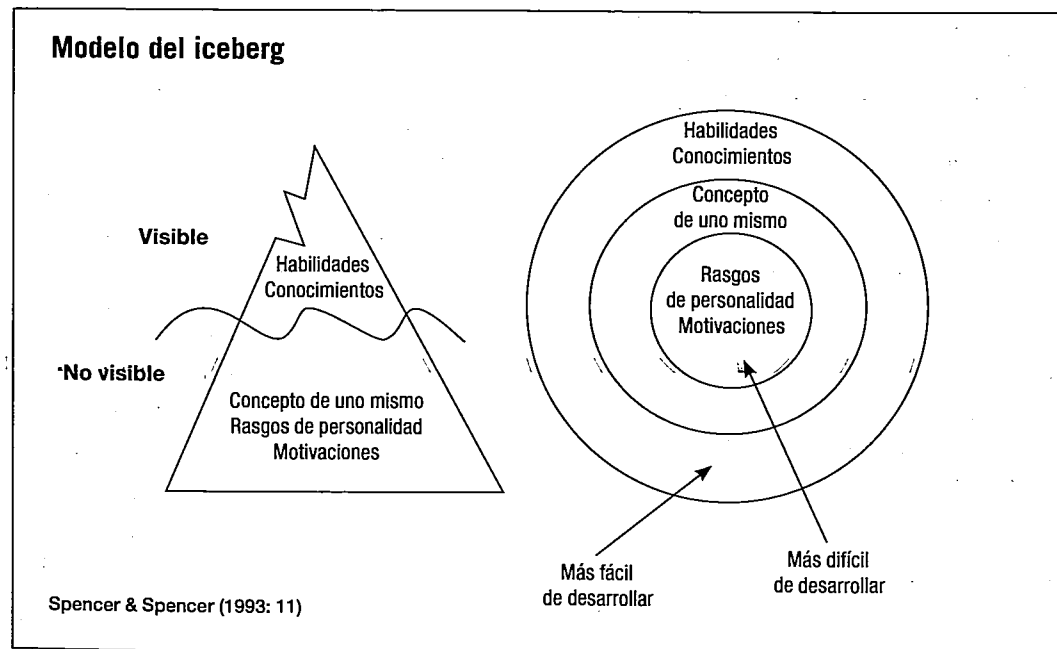 Modelo del iceberg
Visible
Habilidades
Conocimientos
No visible
Concepto de uno mismo
Rasgos de personalidad
Motivaciones
Habilidades
Conocimientos
Concepto
de uno mismo
Rasgos
de personalidad
Motivaciones
Más fácil
de desarrollar
Más difícil
de desarrollar
Spencer & Spencer (1993: 11)